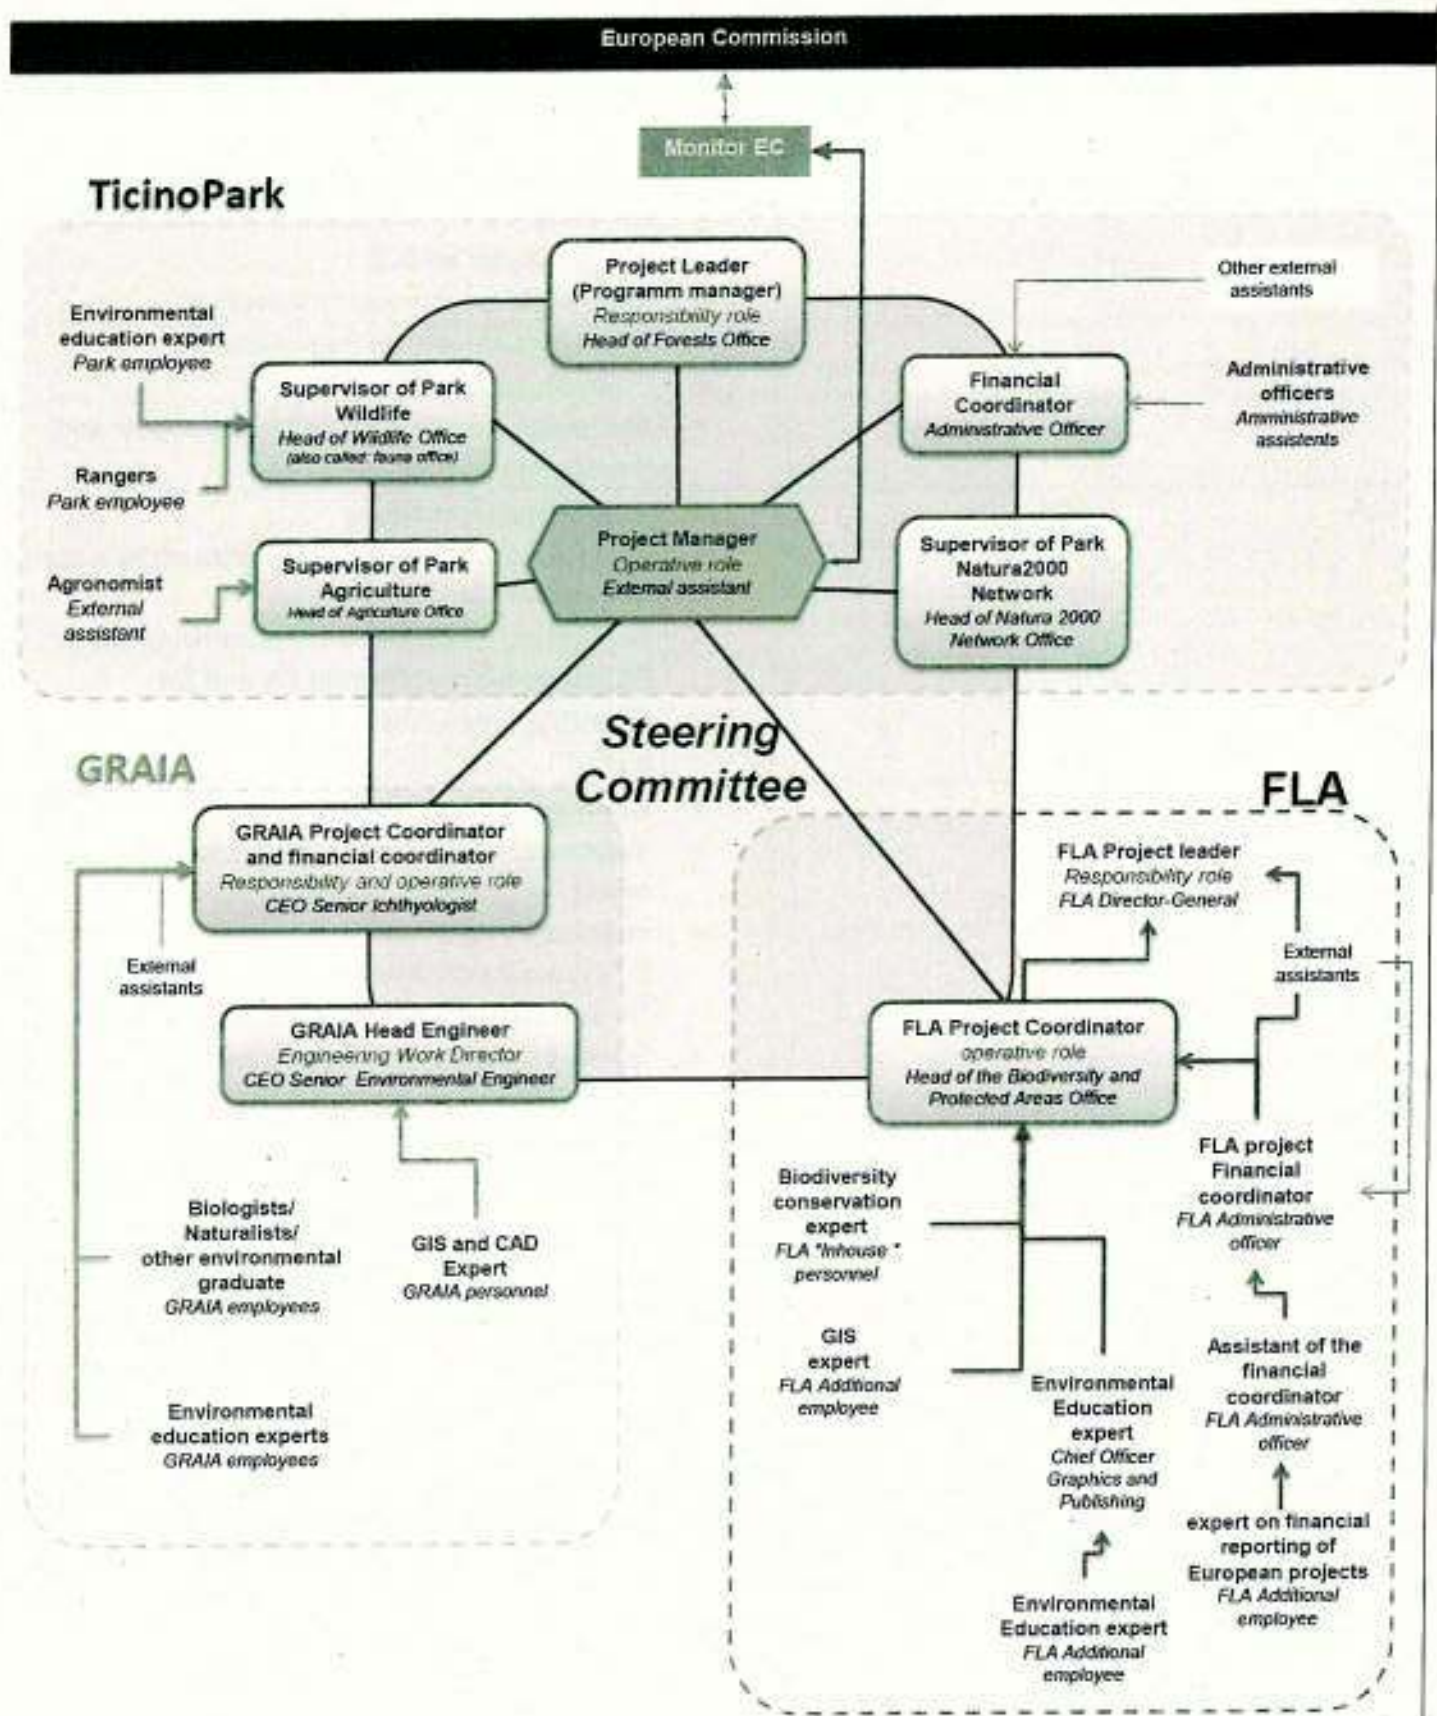 European Commission
Monitor EC
TicinoPark
Project Leader
(Programm manager)
Responsibility role
Head of Forests Office
Other external
assistants
Environmental
education expert
Park employee
Supervisor of Park
Wildlife
Head of Wildlife Office
(also called: fauna office)
Financial
Coordinator
Administrative Officer
Administrative
officers
Amministrative
assistents
Rangers
Park employee
Project Manager
Operative role
External assistant
Supervisor of Park
Natura2000
Network
Head of Natura 2000
Network Office
Agronomist
External
assistant
Supervisor of Park
Agriculture
Head of Agriculture Office
Steering
Committee
GRAIA
FLA
GRAIA Project Coordinator
and financial coordinator
Responsibility and operative role
CEO Senior Ichthyologist
FLA Project leader
Responsibility role
FLA Director-General
External
assistants
External
assistants
GRAIA Head Engineer
Engineering Work Director
CEO Senior Environmental Engineer
FLA Project Coordinator
operative role
Head of the Biodiversity and
Protected Areas Office
Biologists/
Naturalists/
other environmental
graduate
GRAIA employees
GIS and CAD
Expert
GRAIA personnel
Biodiversity
conservation
expert
FLA "Inhouse "
personnel
FLA project
Financial
coordinator
FLA Administrative
officer
GIS
expert
FLA Additional
employee
Environmental
Education
expert
Chief Officer
Graphics and
Publishing
Assistant of the
financial
coordinator
FLA Administrative
officer
Environmental
education experts
GRAIA employees
expert on financial
reporting of
European projects
FLA Additional
employee
Environmental
Education expert
FLA Additional
employee